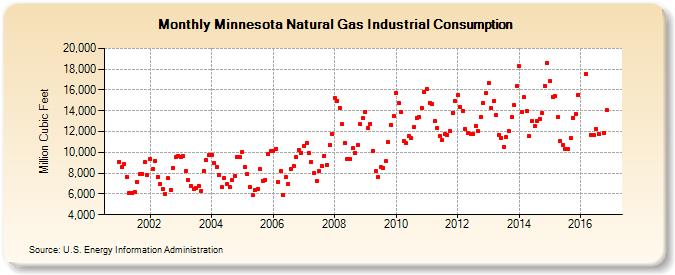 Monthly Minnesota Natural Gas Industrial Consumption
Million Cubic Feet
20,000
18,000
16,000
14,000
12,000
10,000
8,000
6,000
4,000
2002 2004 2006 2008 2010 2012 2014 2016
Source: U.S. Energy Information Administration